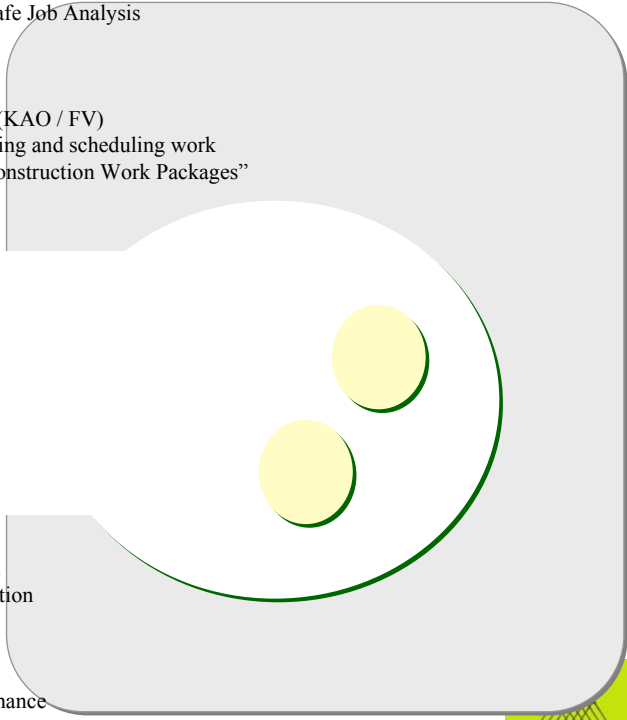 afe Job Analysis
(KAO / FV)
ing and scheduling work
onstruction Work Packages”
tion
nance